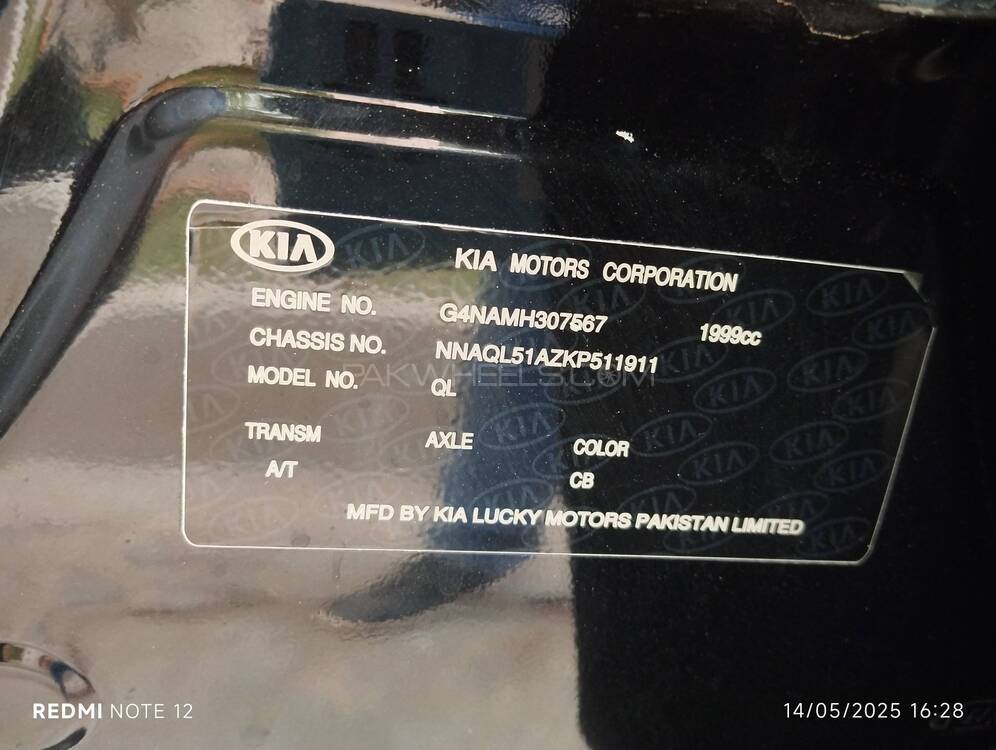 KIA
KIA MOTORS CORPORATION
ENGINE NO. G4NAMH307567 1999cc
CHASSIS NO. NNAQL51AZKP511911
MODEL NO. QL
PAKWHEELS.COM
TRANSM AXLE COLOR
A/T CB
MFD BY KIA LUCKY MOTORS PAKISTAN LIMITED
REDMI NOTE 12 14/05/2025 16:28